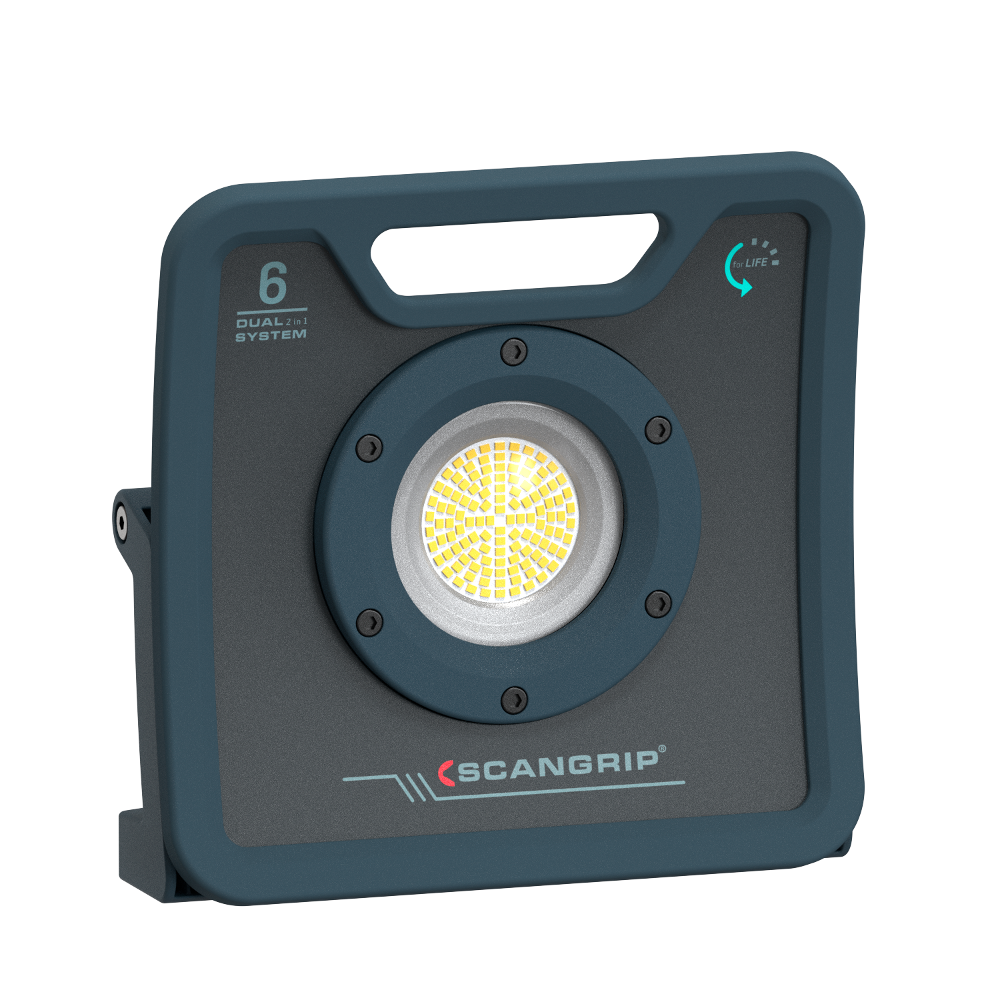 6
DUAL 2 in 1
SYSTEM
for LIFE
SCANGRIP®